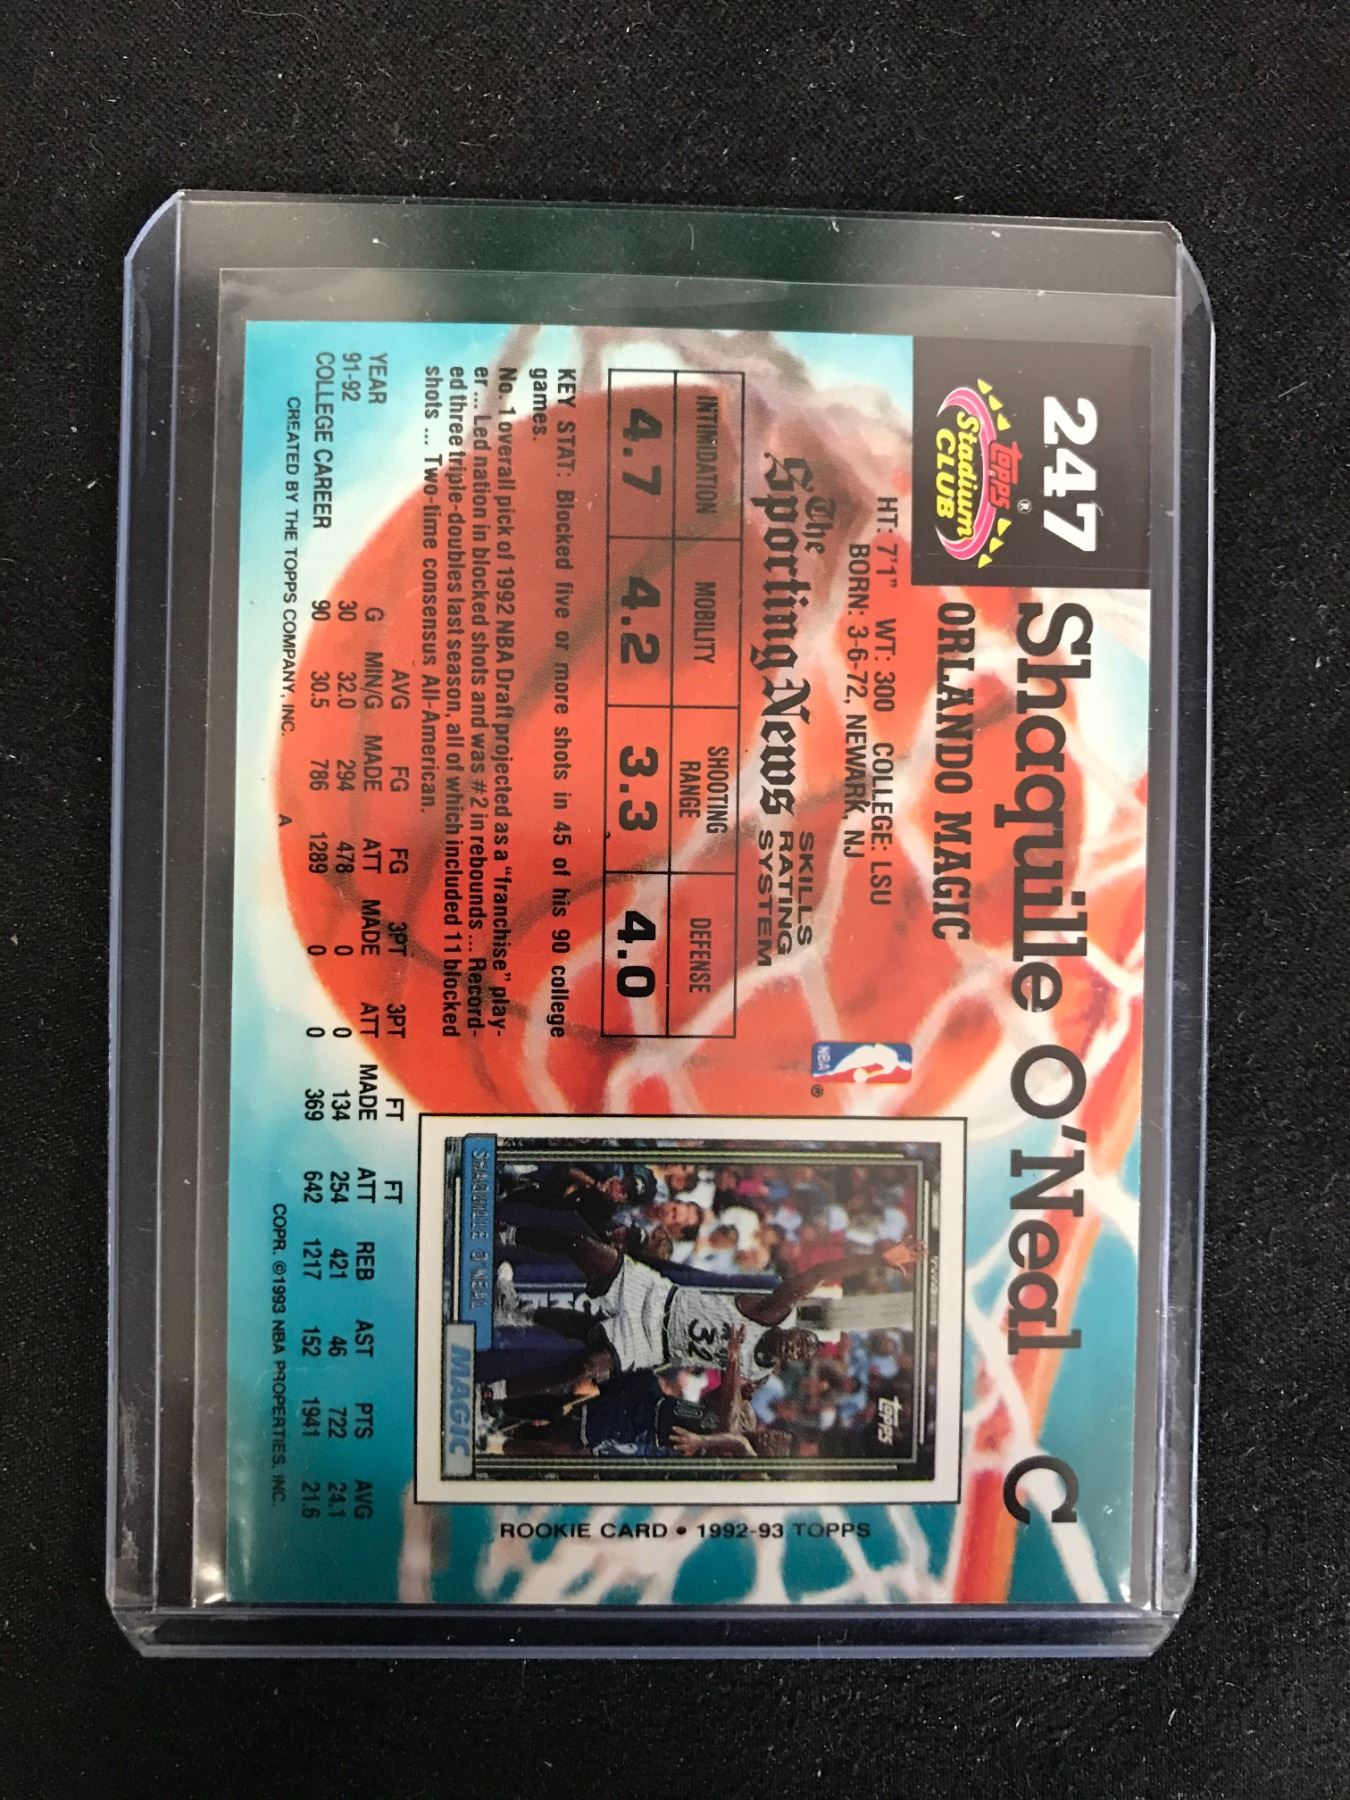 247
Shaquille O'Neal C
TOPPS ®
Stadium
CLUB
ORLANDO MAGIC
HT: 7'1" WT: 300 COLLEGE: LSU
BORN: 3-6-72, NEWARK, NJ
NBA ®
The
Sporting News
SKILLS
RATING
SYSTEM
INTIMIDATION MOBILITY SHOOTING RANGE DEFENSE
4.7 4.2 3.3 4.0
KEY STAT: Blocked five or more shots in 45 of his 90 college
games.
No. 1 overall pick of 1992 NBA Draft projected as a "franchise" play-
er ... Led nation in blocked shots and was #2 in rebounds ... Record-
ed three triple-doubles last season, all of which included 11 blocked
shots ... Two-time consensus All-American.
TOPPS
32
SHAQUILLE O'NEAL
MAGIC
ROOKIE CARD • 1992-93 TOPPS
AVG FG FG 3PT 3PT FT FT
YEAR G MIN/G MADE ATT MADE ATT MADE ATT REB AST PTS AVG
91-92 30 32.0 294 478 0 0 134 254 421 46 722 24.1
COLLEGE CAREER 90 30.5 786 1289 0 0 369 642 1217 152 1941 21.6
CREATED BY THE TOPPS COMPANY, INC. A COPR. ©1993 NBA PROPERTIES, INC.